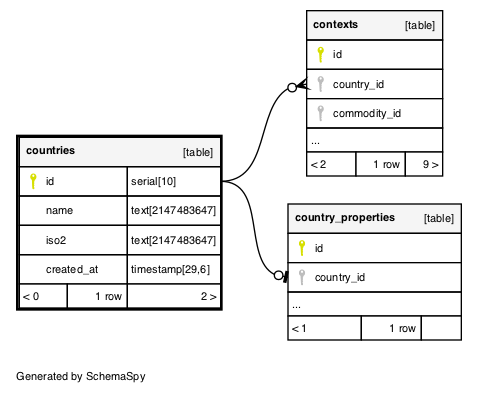 contexts [table]
id
country_id
commodity_id
...
< 2 1 row 9 >
countries [table]
id serial[10]
name text[2147483647]
iso2 text[2147483647]
created_at timestamp[29,6]
< 0 1 row 2 >
country_properties [table]
id
country_id
...
< 1 1 row
Generated by SchemaSpy